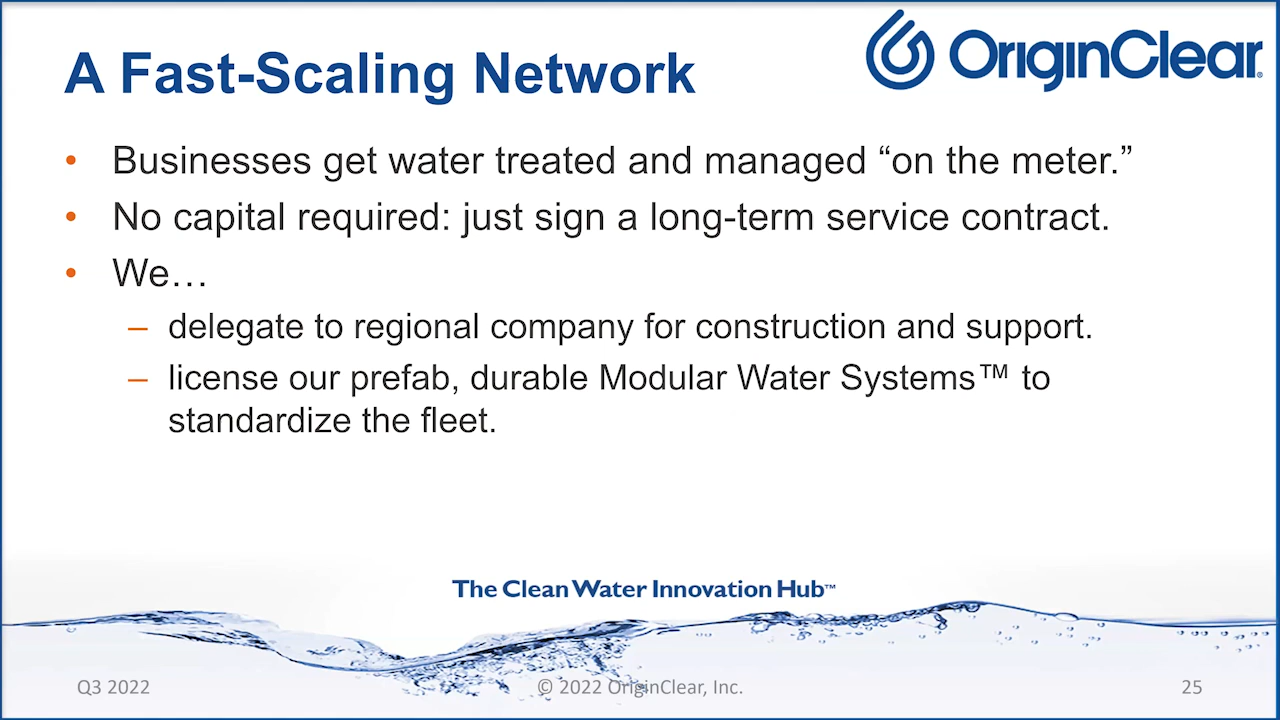 A Fast-Scaling Network
OriginClear®
• Businesses get water treated and managed “on the meter.”
• No capital required: just sign a long-term service contract.
• We…
– delegate to regional company for construction and support.
– license our prefab, durable Modular Water Systems™ to
standardize the fleet.
The Clean Water Innovation Hub™
Q3 2022
© 2022 OriginClear, Inc.
25